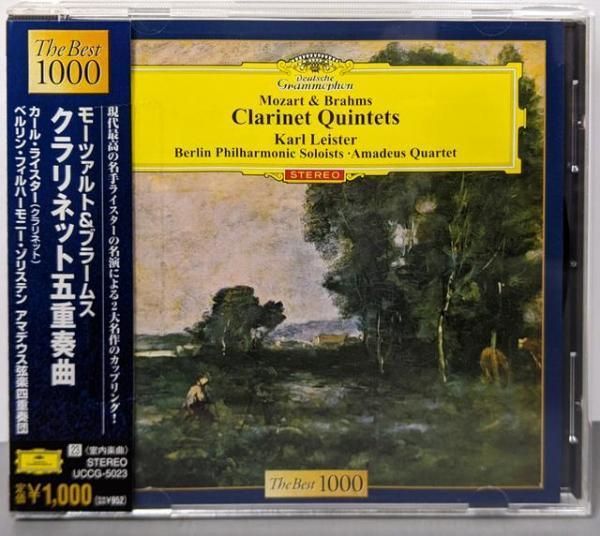 The Best
1000
現代最高の名手ライスターの名演による2大名作のカップリング!
モーツァルト&ブラームス
クラリネット五重奏曲
カール・ライスター(クラリネット)
ベルリン・フィルハーモニー・ゾリステン アマデウス弦楽四重奏団
23 〈室内楽曲〉
STEREO
UCCG-5023
定価¥1,000 (税抜¥952)
Deutsche
Grammophon
Mozart & Brahms
Clarinet Quintets
Karl Leister
Berlin Philharmonic Soloists · Amadeus Quartet
STEREO
The Best 1000